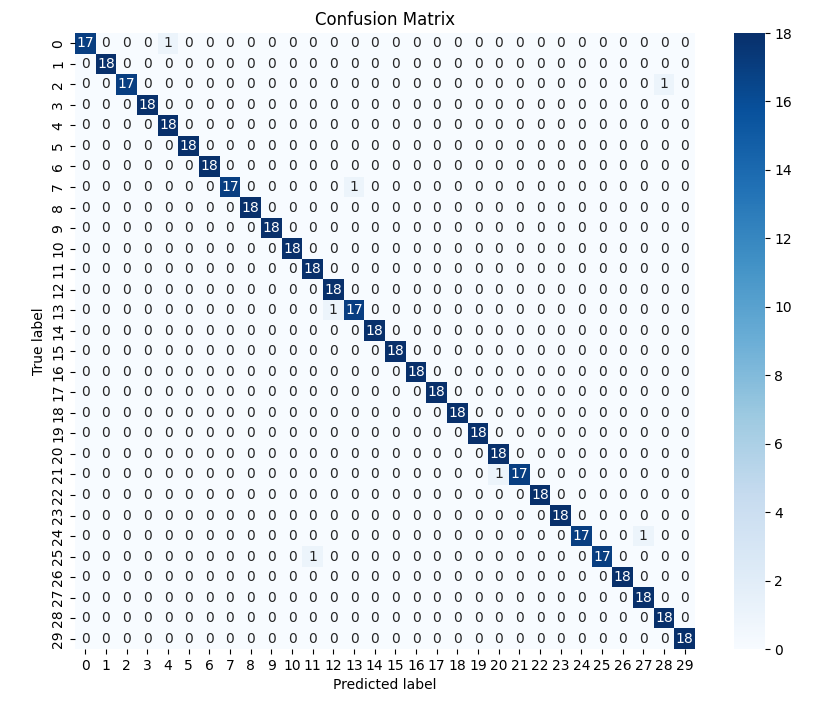 Confusion Matrix
0 17 0 0 0 1 0 0 0 0 0 0 0 0 0 0 0 0 0 0 0 0 0 0 0 0 0 0 0 0 0
1 0 18 0 0 0 0 0 0 0 0 0 0 0 0 0 0 0 0 0 0 0 0 0 0 0 0 0 0 0 0
2 0 0 17 0 0 0 0 0 0 0 0 0 0 0 0 0 0 0 0 0 0 0 0 0 0 0 0 0 1 0
3 0 0 0 18 0 0 0 0 0 0 0 0 0 0 0 0 0 0 0 0 0 0 0 0 0 0 0 0 0 0
4 0 0 0 0 18 0 0 0 0 0 0 0 0 0 0 0 0 0 0 0 0 0 0 0 0 0 0 0 0 0
5 0 0 0 0 0 18 0 0 0 0 0 0 0 0 0 0 0 0 0 0 0 0 0 0 0 0 0 0 0 0
6 0 0 0 0 0 0 18 0 0 0 0 0 0 0 0 0 0 0 0 0 0 0 0 0 0 0 0 0 0 0
7 0 0 0 0 0 0 0 17 0 0 0 0 0 1 0 0 0 0 0 0 0 0 0 0 0 0 0 0 0 0
8 0 0 0 0 0 0 0 0 18 0 0 0 0 0 0 0 0 0 0 0 0 0 0 0 0 0 0 0 0 0
9 0 0 0 0 0 0 0 0 0 18 0 0 0 0 0 0 0 0 0 0 0 0 0 0 0 0 0 0 0 0
10 0 0 0 0 0 0 0 0 0 0 18 0 0 0 0 0 0 0 0 0 0 0 0 0 0 0 0 0 0 0
11 0 0 0 0 0 0 0 0 0 0 0 18 0 0 0 0 0 0 0 0 0 0 0 0 0 0 0 0 0 0
12 0 0 0 0 0 0 0 0 0 0 0 0 18 0 0 0 0 0 0 0 0 0 0 0 0 0 0 0 0 0
13 0 0 0 0 0 0 0 0 0 0 0 0 1 17 0 0 0 0 0 0 0 0 0 0 0 0 0 0 0 0
14 0 0 0 0 0 0 0 0 0 0 0 0 0 0 18 0 0 0 0 0 0 0 0 0 0 0 0 0 0 0
15 0 0 0 0 0 0 0 0 0 0 0 0 0 0 0 18 0 0 0 0 0 0 0 0 0 0 0 0 0 0
16 0 0 0 0 0 0 0 0 0 0 0 0 0 0 0 0 18 0 0 0 0 0 0 0 0 0 0 0 0 0
17 0 0 0 0 0 0 0 0 0 0 0 0 0 0 0 0 0 18 0 0 0 0 0 0 0 0 0 0 0 0
18 0 0 0 0 0 0 0 0 0 0 0 0 0 0 0 0 0 0 18 0 0 0 0 0 0 0 0 0 0 0
19 0 0 0 0 0 0 0 0 0 0 0 0 0 0 0 0 0 0 0 18 0 0 0 0 0 0 0 0 0 0
20 0 0 0 0 0 0 0 0 0 0 0 0 0 0 0 0 0 0 0 0 18 0 0 0 0 0 0 0 0 0
21 0 0 0 0 0 0 0 0 0 0 0 0 0 0 0 0 0 0 0 0 1 17 0 0 0 0 0 0 0 0
22 0 0 0 0 0 0 0 0 0 0 0 0 0 0 0 0 0 0 0 0 0 0 18 0 0 0 0 0 0 0
23 0 0 0 0 0 0 0 0 0 0 0 0 0 0 0 0 0 0 0 0 0 0 0 18 0 0 0 0 0 0
24 0 0 0 0 0 0 0 0 0 0 0 0 0 0 0 0 0 0 0 0 0 0 0 0 17 0 0 1 0 0
25 0 0 0 0 0 0 0 0 0 0 0 1 0 0 0 0 0 0 0 0 0 0 0 0 0 17 0 0 0 0
26 0 0 0 0 0 0 0 0 0 0 0 0 0 0 0 0 0 0 0 0 0 0 0 0 0 0 18 0 0 0
27 0 0 0 0 0 0 0 0 0 0 0 0 0 0 0 0 0 0 0 0 0 0 0 0 0 0 0 18 0 0
28 0 0 0 0 0 0 0 0 0 0 0 0 0 0 0 0 0 0 0 0 0 0 0 0 0 0 0 0 18 0
29 0 0 0 0 0 0 0 0 0 0 0 0 0 0 0 0 0 0 0 0 0 0 0 0 0 0 0 0 0 18
0 1 2 3 4 5 6 7 8 9 10 11 12 13 14 15 16 17 18 19 20 21 22 23 24 25 26 27 28 29
Predicted label
True label
18
16
14
12
10
8
6
4
2
0